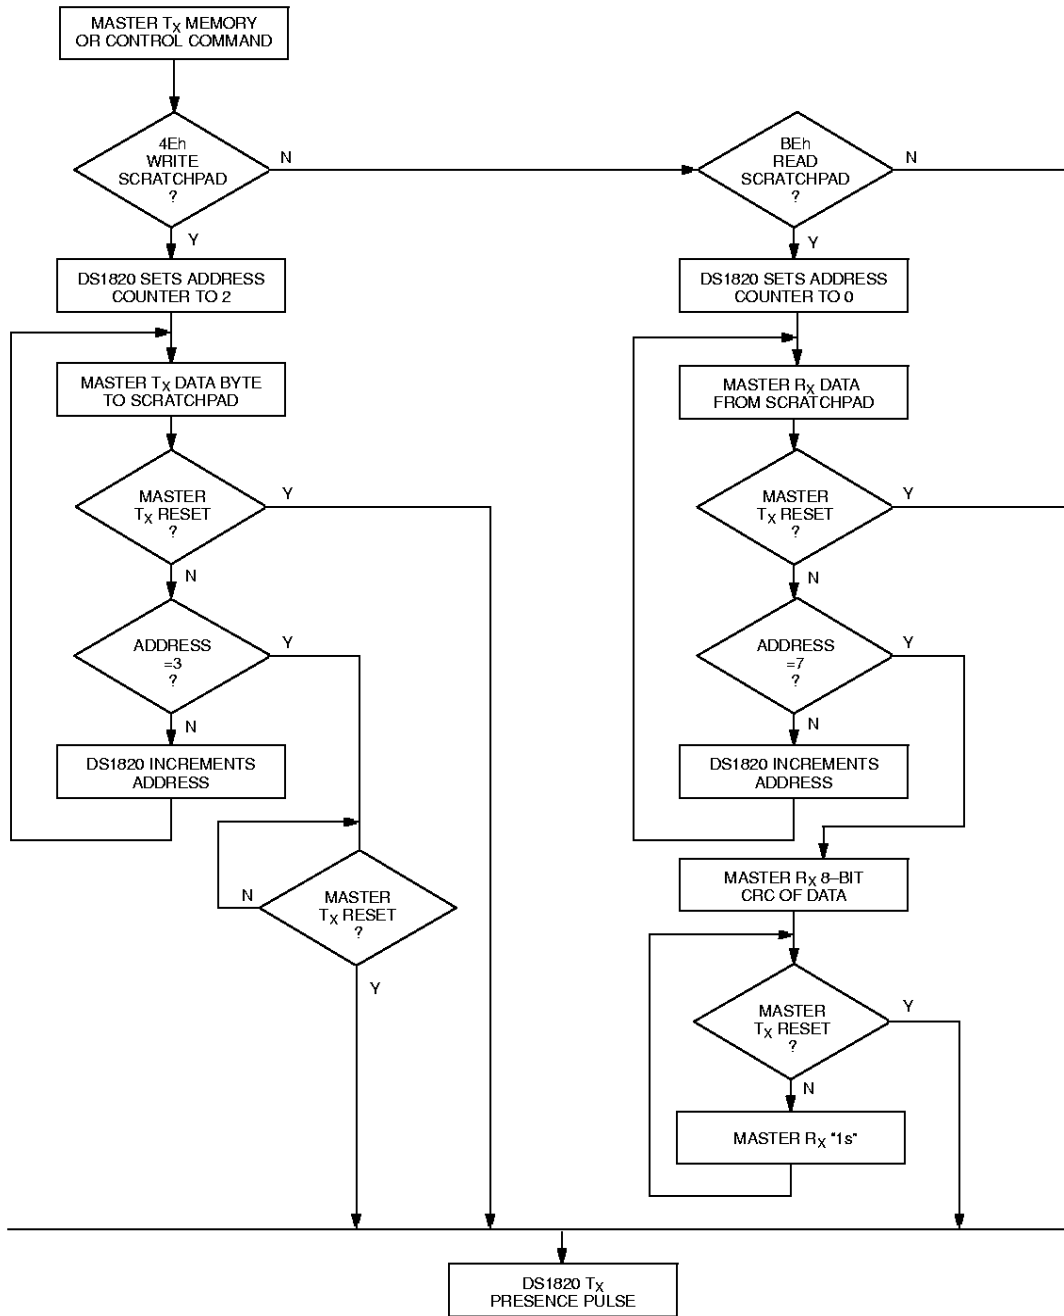 MASTER TX MEMORY
OR CONTROL COMMAND
4Eh
WRITE
SCRATCHPAD
?
N
Y
DS1820 SETS ADDRESS
COUNTER TO 2
MASTER TX DATA BYTE
TO SCRATCHPAD
MASTER
TX RESET
?
Y
N
ADDRESS
=3
?
Y
N
DS1820 INCREMENTS
ADDRESS
MASTER
TX RESET
?
N
Y
BEh
READ
SCRATCHPAD
?
N
Y
DS1820 SETS ADDRESS
COUNTER TO 0
MASTER RX DATA
FROM SCRATCHPAD
MASTER
TX RESET
?
Y
N
ADDRESS
=7
?
Y
N
DS1820 INCREMENTS
ADDRESS
MASTER RX 8–BIT
CRC OF DATA
MASTER
TX RESET
?
Y
N
MASTER RX "1s"
DS1820 TX
PRESENCE PULSE